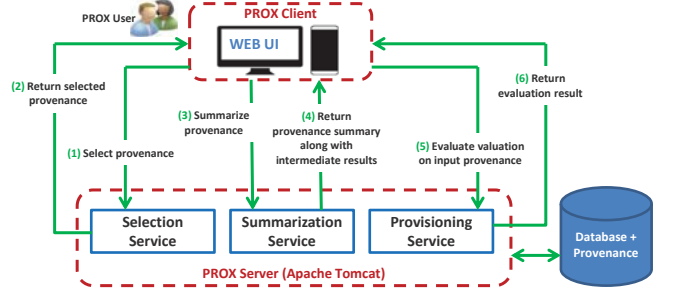 PROX User
PROX Client
WEB UI
(2) Return selected
provenance
(1) Select provenance
(3) Summarize
provenance
(4) Return
provenance summary
along with
intermediate results
(5) Evaluate valuation
on input provenance
(6) Return
evaluation result
Selection
Service
Summarization
Service
Provisioning
Service
Database +
Provenance
PROX Server (Apache Tomcat)